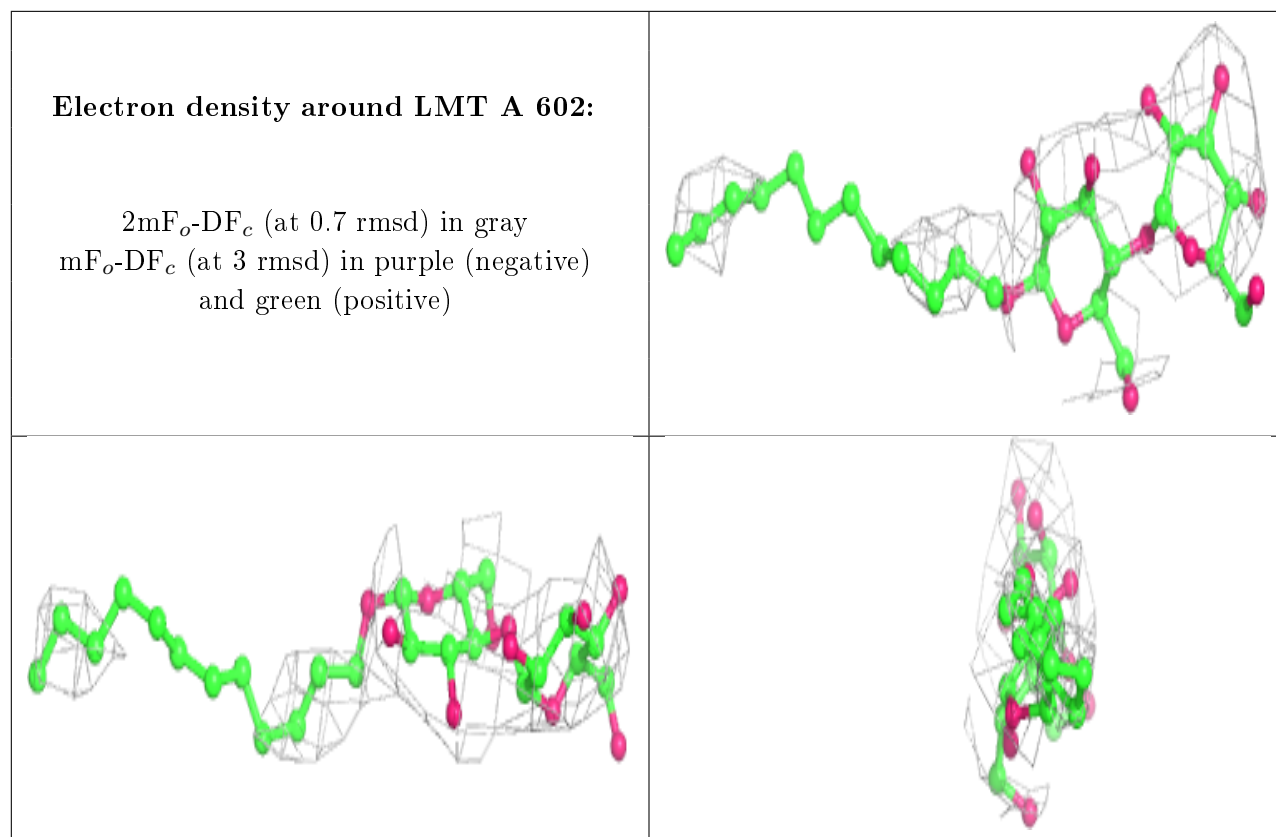 Electron density around LMT A 602:
2mFo-DFc (at 0.7 rmsd) in gray
mFo-DFc (at 3 rmsd) in purple (negative)
and green (positive)